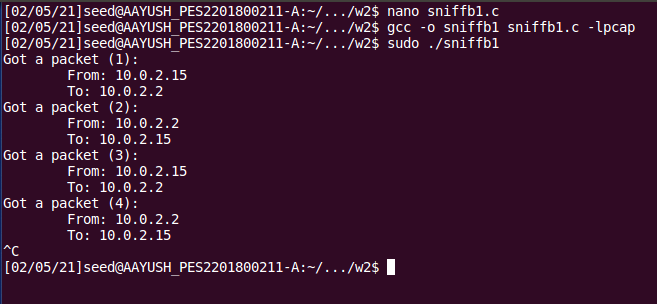 [02/05/21]seed@AAYUSH_PES2201800211-A:~/.../w2$ nano sniffb1.c
[02/05/21]seed@AAYUSH_PES2201800211-A:~/.../w2$ gcc -o sniffb1 sniffb1.c -lpcap
[02/05/21]seed@AAYUSH_PES2201800211-A:~/.../w2$ sudo ./sniffb1
Got a packet (1):
        From: 10.0.2.15
        To: 10.0.2.2
Got a packet (2):
        From: 10.0.2.2
        To: 10.0.2.15
Got a packet (3):
        From: 10.0.2.15
        To: 10.0.2.2
Got a packet (4):
        From: 10.0.2.2
        To: 10.0.2.15
^C
[02/05/21]seed@AAYUSH_PES2201800211-A:~/.../w2$